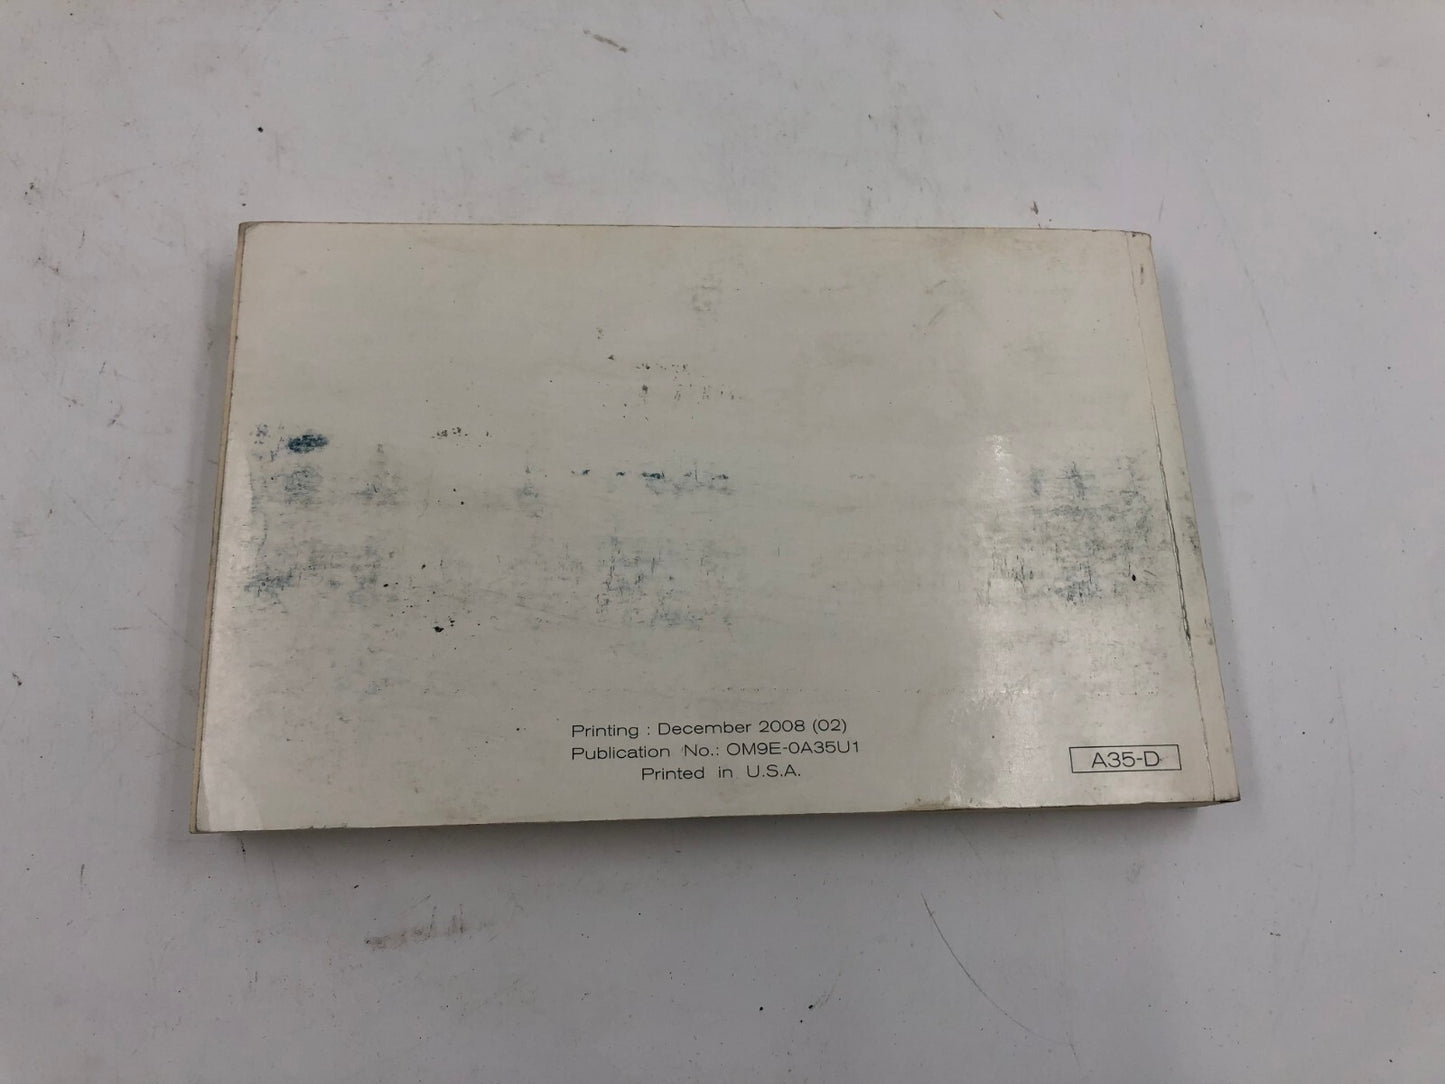 Printing : December 2008 (02)
Publication No.: OM9E-0A35U1
Printed in U.S.A.
A35-D